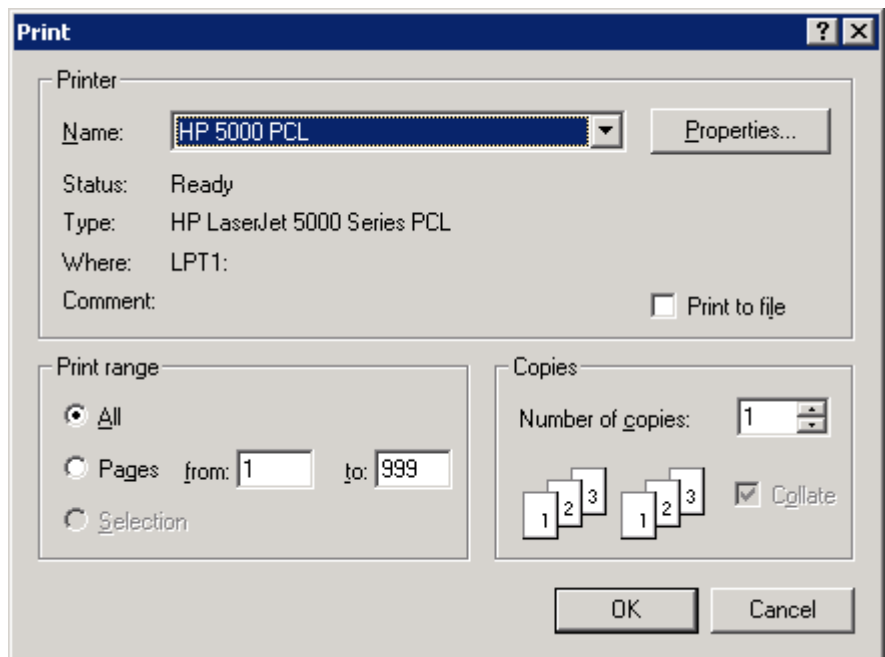 Print
Printer
Name: HP 5000 PCL Properties...
Status: Ready
Type: HP LaserJet 5000 Series PCL
Where: LPT1:
Comment:
Print to file
Print range
All
Pages from: 1 to: 999
Selection
Copies
Number of copies: 1
1 2 3 1 2 3
Collate
OK Cancel